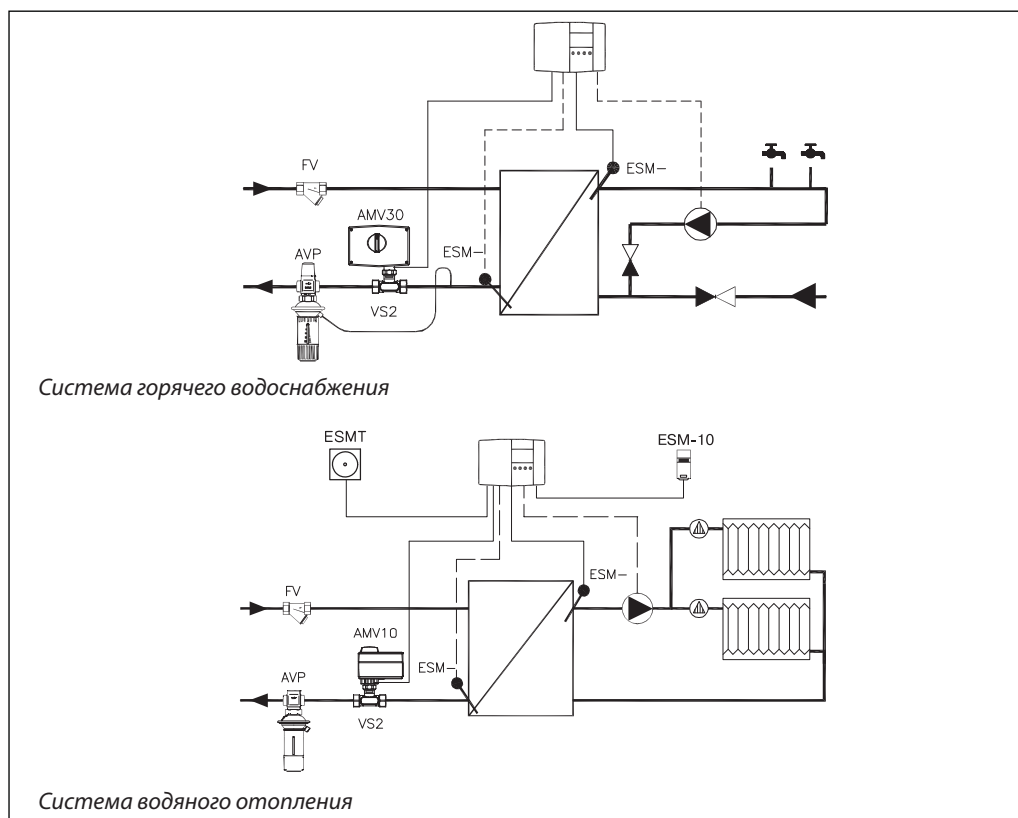 FV
ESM-
AMV30
AVP
ESM-
VS2
Система горячего водоснабжения
ESMT
ESM-10
ESM-
FV
AMV10
ESM-
AVP
VS2
Система водяного отопления